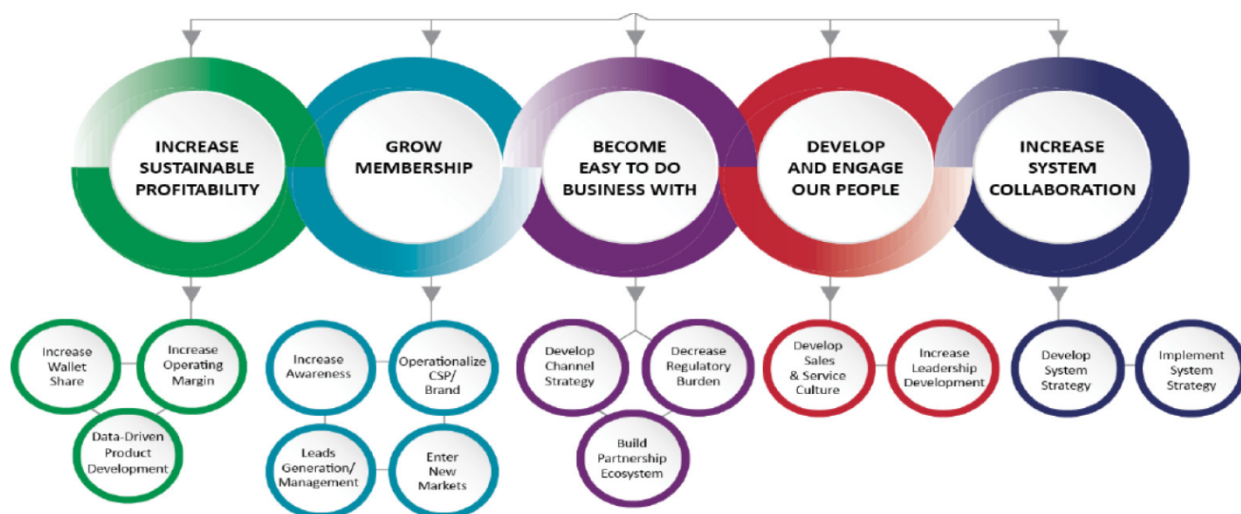 INCREASE
SUSTAINABLE
PROFITABILITY
GROW
MEMBERSHIP
BECOME
EASY TO DO
BUSINESS WITH
DEVELOP
AND ENGAGE
OUR PEOPLE
INCREASE
SYSTEM
COLLABORATION
Increase
Wallet
Share
Increase
Operating
Margin
Data-Driven
Product
Development
Increase
Awareness
Operationalize
CSP/
Brand
Leads
Generation/
Management
Enter
New
Markets
Develop
Channel
Strategy
Decrease
Regulatory
Burden
Build
Partnership
Ecosystem
Develop
Sales
& Service
Culture
Increase
Leadership
Development
Develop
System
Strategy
Implement
System
Strategy